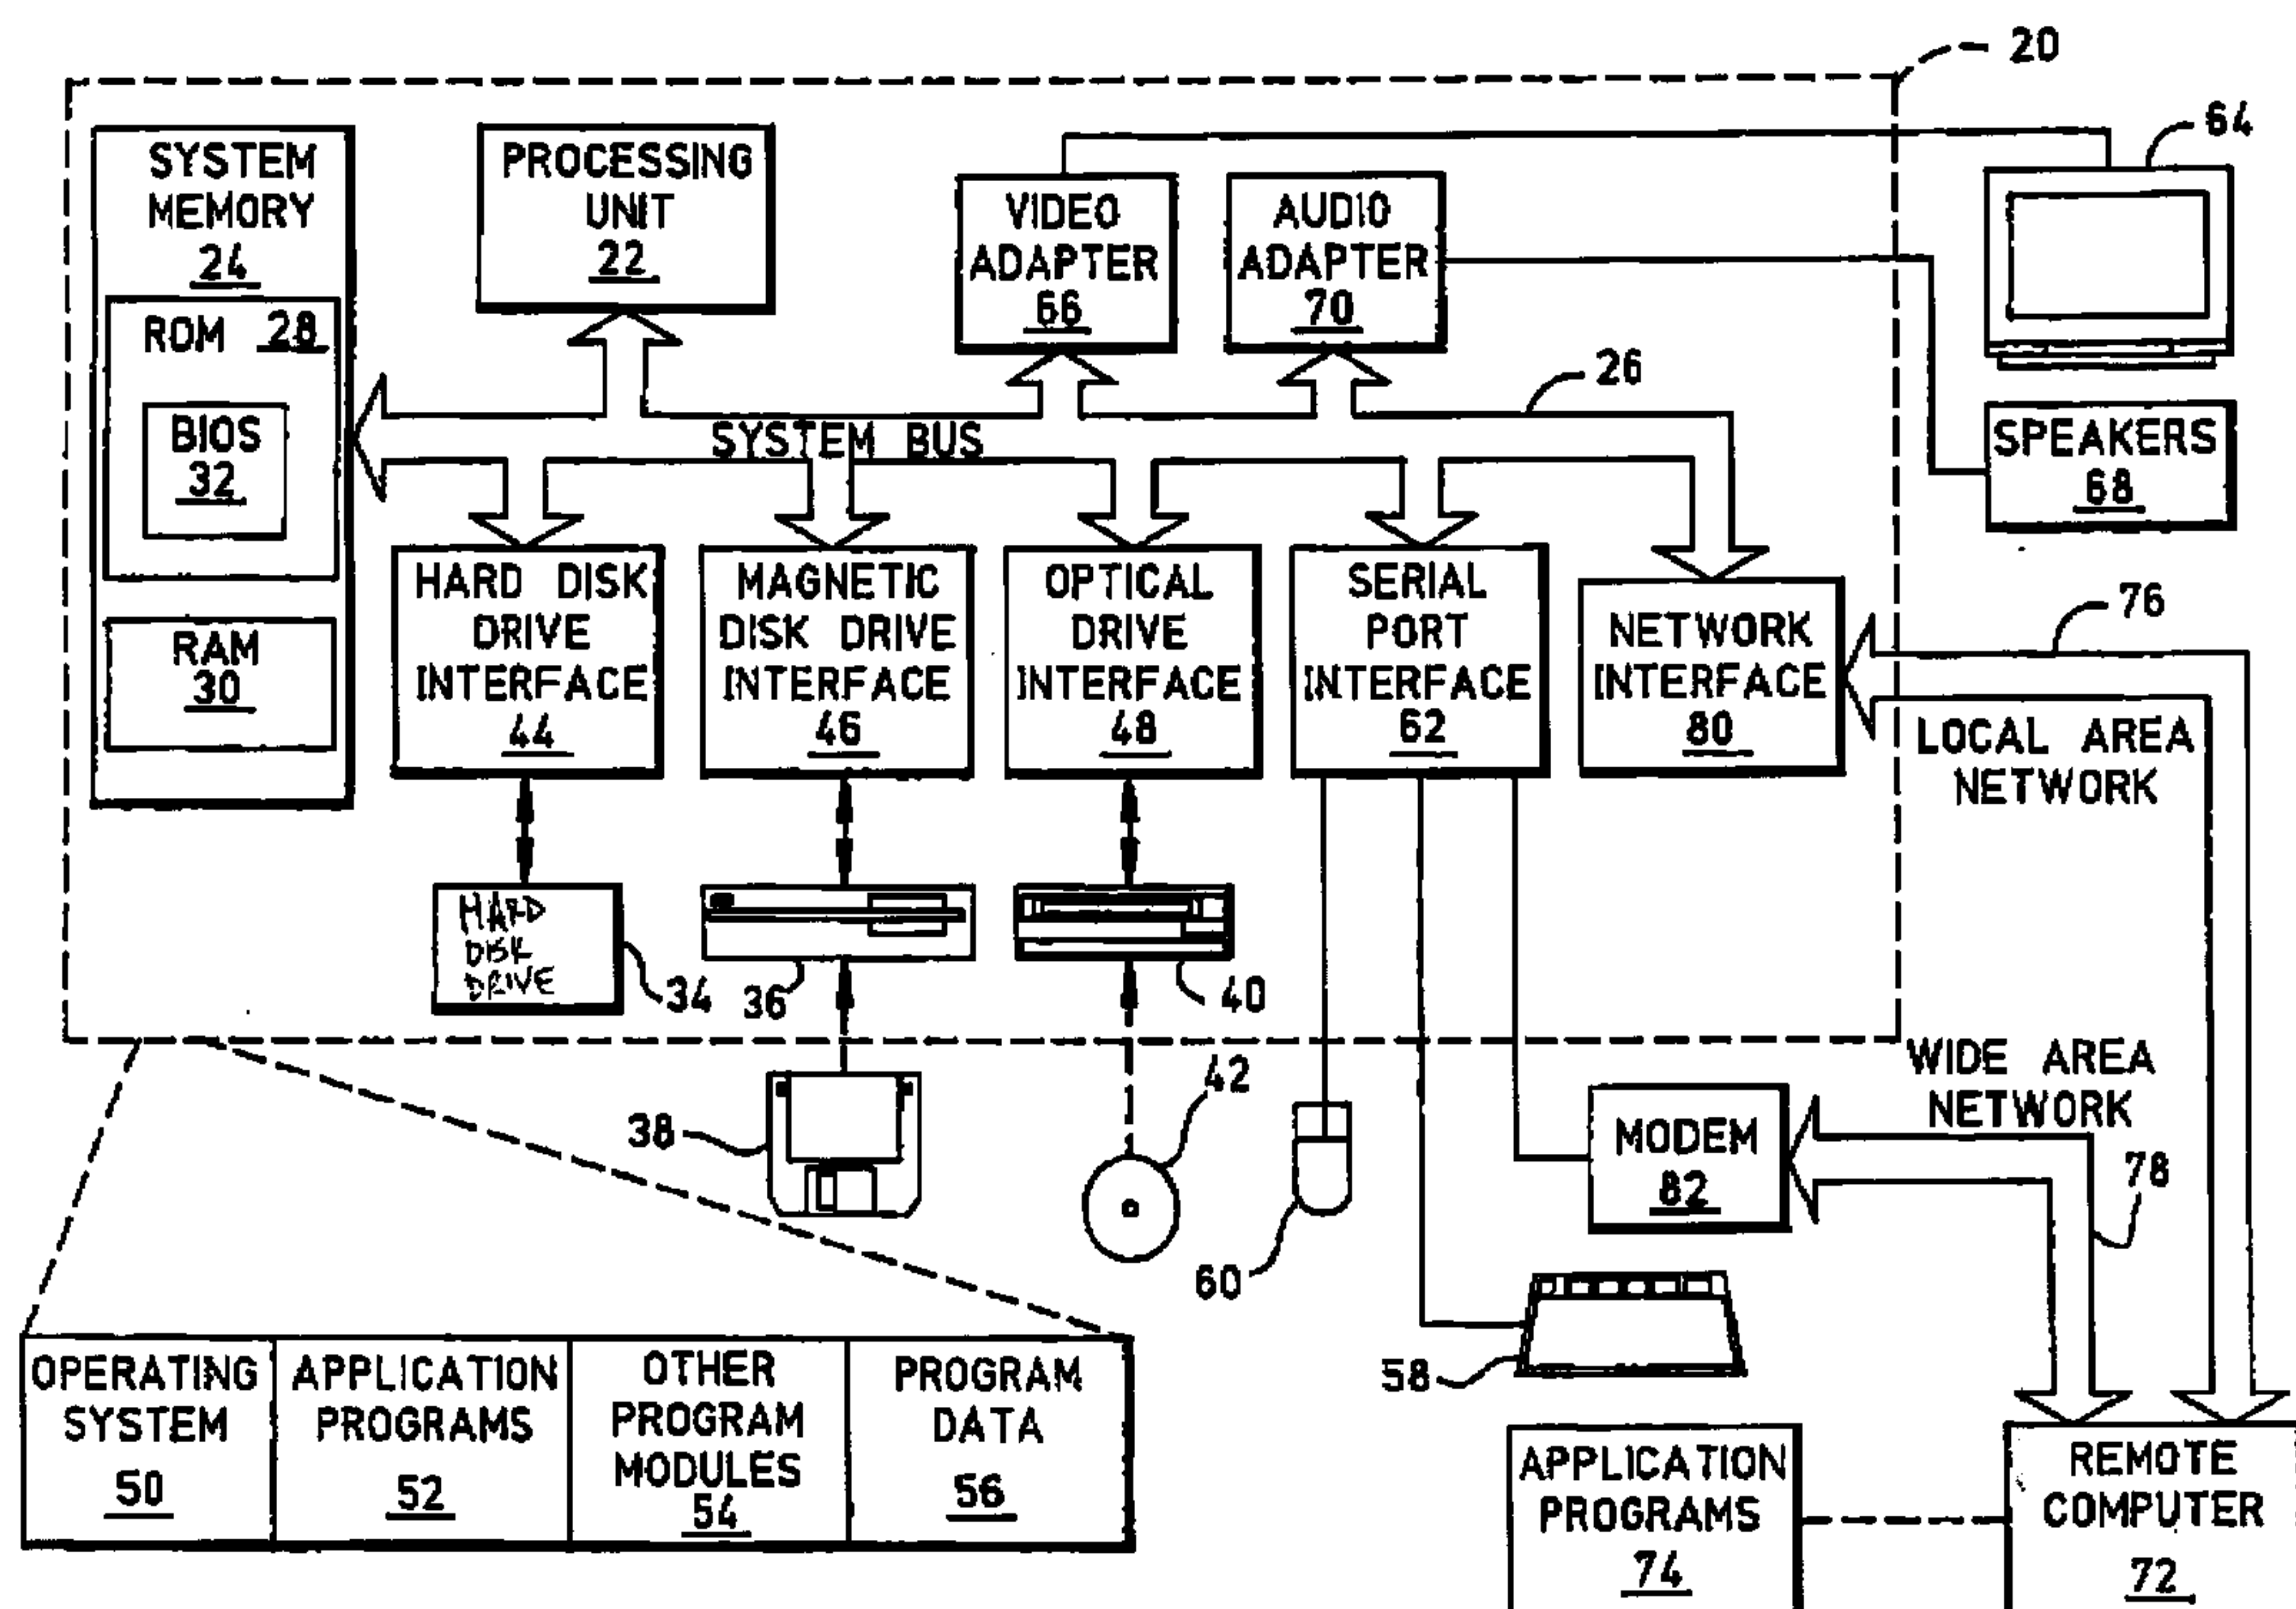 20
64
SYSTEM
MEMORY
24
ROM 28
BIOS
32
RAM
30
PROCESSING
UNIT
22
VIDEO
ADAPTER
66
AUDIO
ADAPTER
70
26
SYSTEM BUS
SPEAKERS
68
HARD DISK
DRIVE
INTERFACE
44
MAGNETIC
DISK DRIVE
INTERFACE
46
OPTICAL
DRIVE
INTERFACE
48
SERIAL
PORT
INTERFACE
62
NETWORK
INTERFACE
80
76
LOCAL AREA
NETWORK
HARD
DISK
DRIVE
34
36
40
38
42
60
WIDE AREA
NETWORK
MODEM
82
78
58
OPERATING
SYSTEM
50
APPLICATION
PROGRAMS
52
OTHER
PROGRAM
MODULES
54
PROGRAM
DATA
56
APPLICATION
PROGRAMS
74
REMOTE
COMPUTER
72